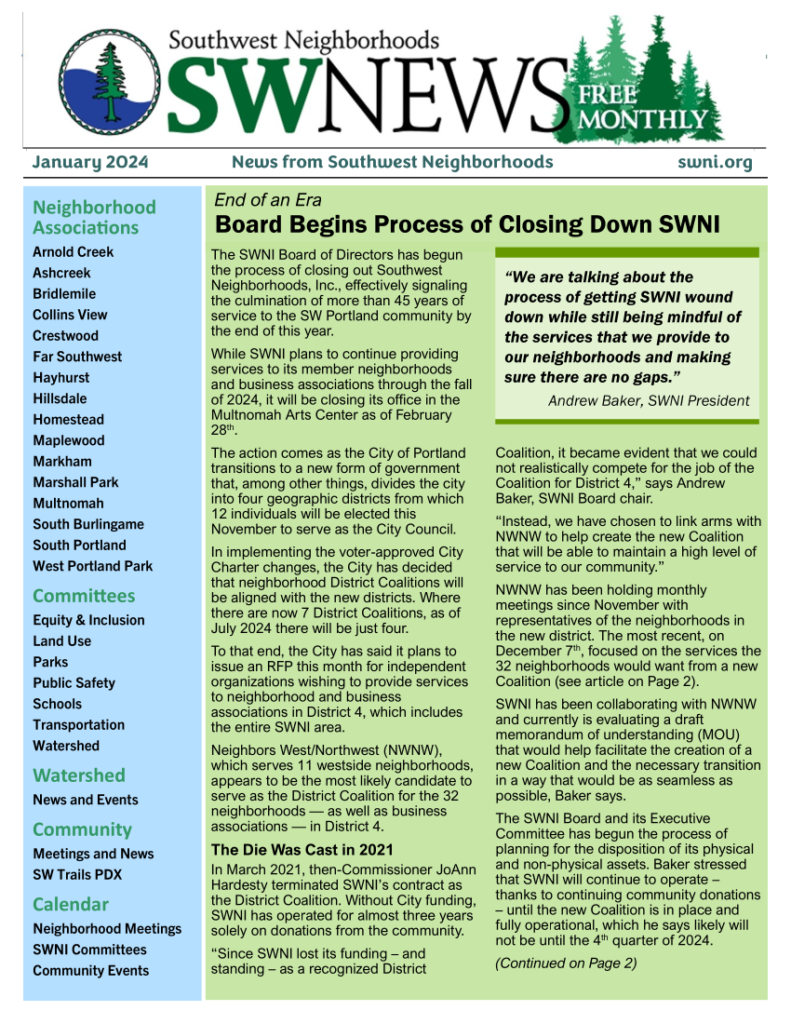 Southwest Neighborhoods
SWNEWS
FREE
MONTHLY
January 2024
News from Southwest Neighborhoods
swni.org
Neighborhood
Associations
Arnold Creek
Ashcreek
Bridlemile
Collins View
Crestwood
Far Southwest
Hayhurst
Hillsdale
Homestead
Maplewood
Markham
Marshall Park
Multnomah
South Burlingame
South Portland
West Portland Park
Committees
Equity & Inclusion
Land Use
Parks
Public Safety
Schools
Transportation
Watershed
Watershed
News and Events
Community
Meetings and News
SW Trails PDX
Calendar
Neighborhood Meetings
SWNI Committees
Community Events
End of an Era
Board Begins Process of Closing Down SWNI
The SWNI Board of Directors has begun
the process of closing out Southwest
Neighborhoods, Inc., effectively signaling
the culmination of more than 45 years of
service to the SW Portland community by
the end of this year.
While SWNI plans to continue providing
services to its member neighborhoods
and business associations through the fall
of 2024, it will be closing its office in the
Multnomah Arts Center as of February
28th.
The action comes as the City of Portland
transitions to a new form of government
that, among other things, divides the city
into four geographic districts from which
12 individuals will be elected this
November to serve as the City Council.
In implementing the voter-approved City
Charter changes, the City has decided
that neighborhood District Coalitions will
be aligned with the new districts. Where
there are now 7 District Coalitions, as of
July 2024 there will be just four.
To that end, the City has said it plans to
issue an RFP this month for independent
organizations wishing to provide services
to neighborhood and business
associations in District 4, which includes
the entire SWNI area.
Neighbors West/Northwest (NWNW),
which serves 11 westside neighborhoods,
appears to be the most likely candidate to
serve as the District Coalition for the 32
neighborhoods — as well as business
associations — in District 4.
The Die Was Cast in 2021
In March 2021, then-Commissioner JoAnn
Hardesty terminated SWNI's contract as
the District Coalition. Without City funding,
SWNI has operated for almost three years
solely on donations from the community.
“Since SWNI lost its funding – and
standing – as a recognized District
“We are talking about the
process of getting SWNI wound
down while still being mindful of
the services that we provide to
our neighborhoods and making
sure there are no gaps.”
Andrew Baker, SWNI President
Coalition, it became evident that we could
not realistically compete for the job of the
Coalition for District 4,” says Andrew
Baker, SWNI Board chair.
“Instead, we have chosen to link arms with
NWNW to help create the new Coalition
that will be able to maintain a high level of
service to our community.”
NWNW has been holding monthly
meetings since November with
representatives of the neighborhoods in
the new district. The most recent, on
December 7th, focused on the services the
32 neighborhoods would want from a new
Coalition (see article on Page 2).
SWNI has been collaborating with NWNW
and currently is evaluating a draft
memorandum of understanding (MOU)
that would help facilitate the creation of a
new Coalition and the necessary transition
in a way that would be as seamless as
possible, Baker says.
The SWNI Board and its Executive
Committee has begun the process of
planning for the disposition of its physical
and non-physical assets. Baker stressed
that SWNI will continue to operate –
thanks to continuing community donations
– until the new Coalition is in place and
fully operational, which he says likely will
not be until the 4th quarter of 2024.
(Continued on Page 2)